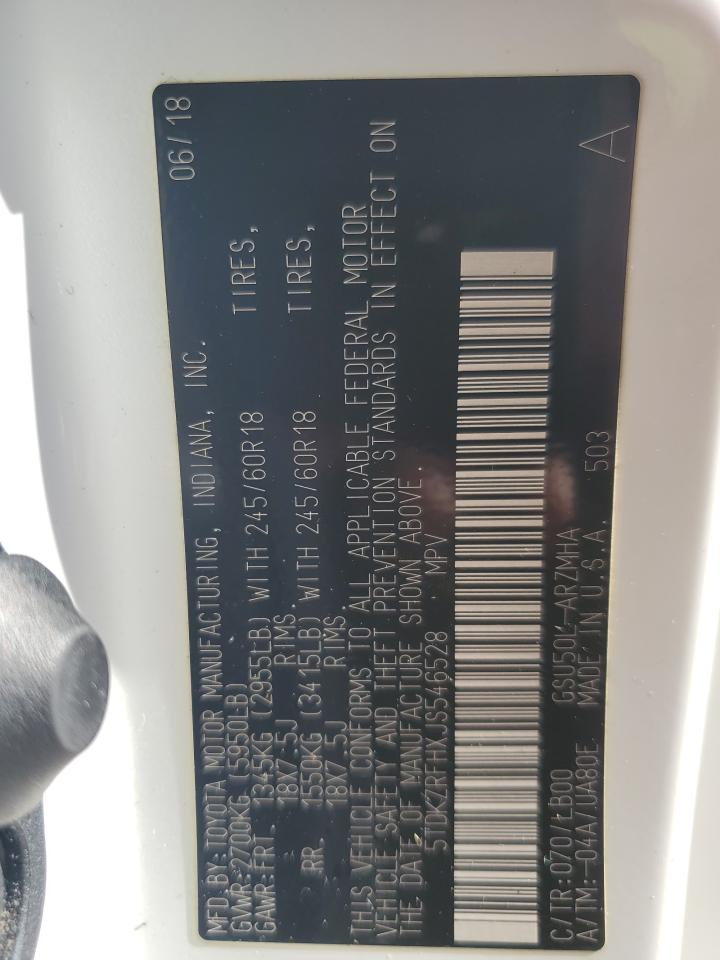 MFD BY: TOYOTA MOTOR MANUFACTURING, INDIANA, INC. 06/18
GVWR: 2700KG (5950LB)
GAWR FRT. 1345KG (2955LB) WITH 245/60R18 TIRES,
18X7.5J RIMS.
RR. 1550KG (3415LB) WITH 245/60R18 TIRES,
18X7.5J RIMS.
THIS VEHICLE CONFORMS TO ALL APPLICABLE FEDERAL MOTOR
VEHICLE SAFETY AND THEFT PREVENTION STANDARDS IN EFFECT ON
THE DATE OF MANUFACTURE SHOWN ABOVE.
5TDKZRFHXJS546528 MPV
C/TR: 070/LB00 GSU50L-ARZMHA
A/TM: -04A/UA80E MADE IN U.S.A. 503 A